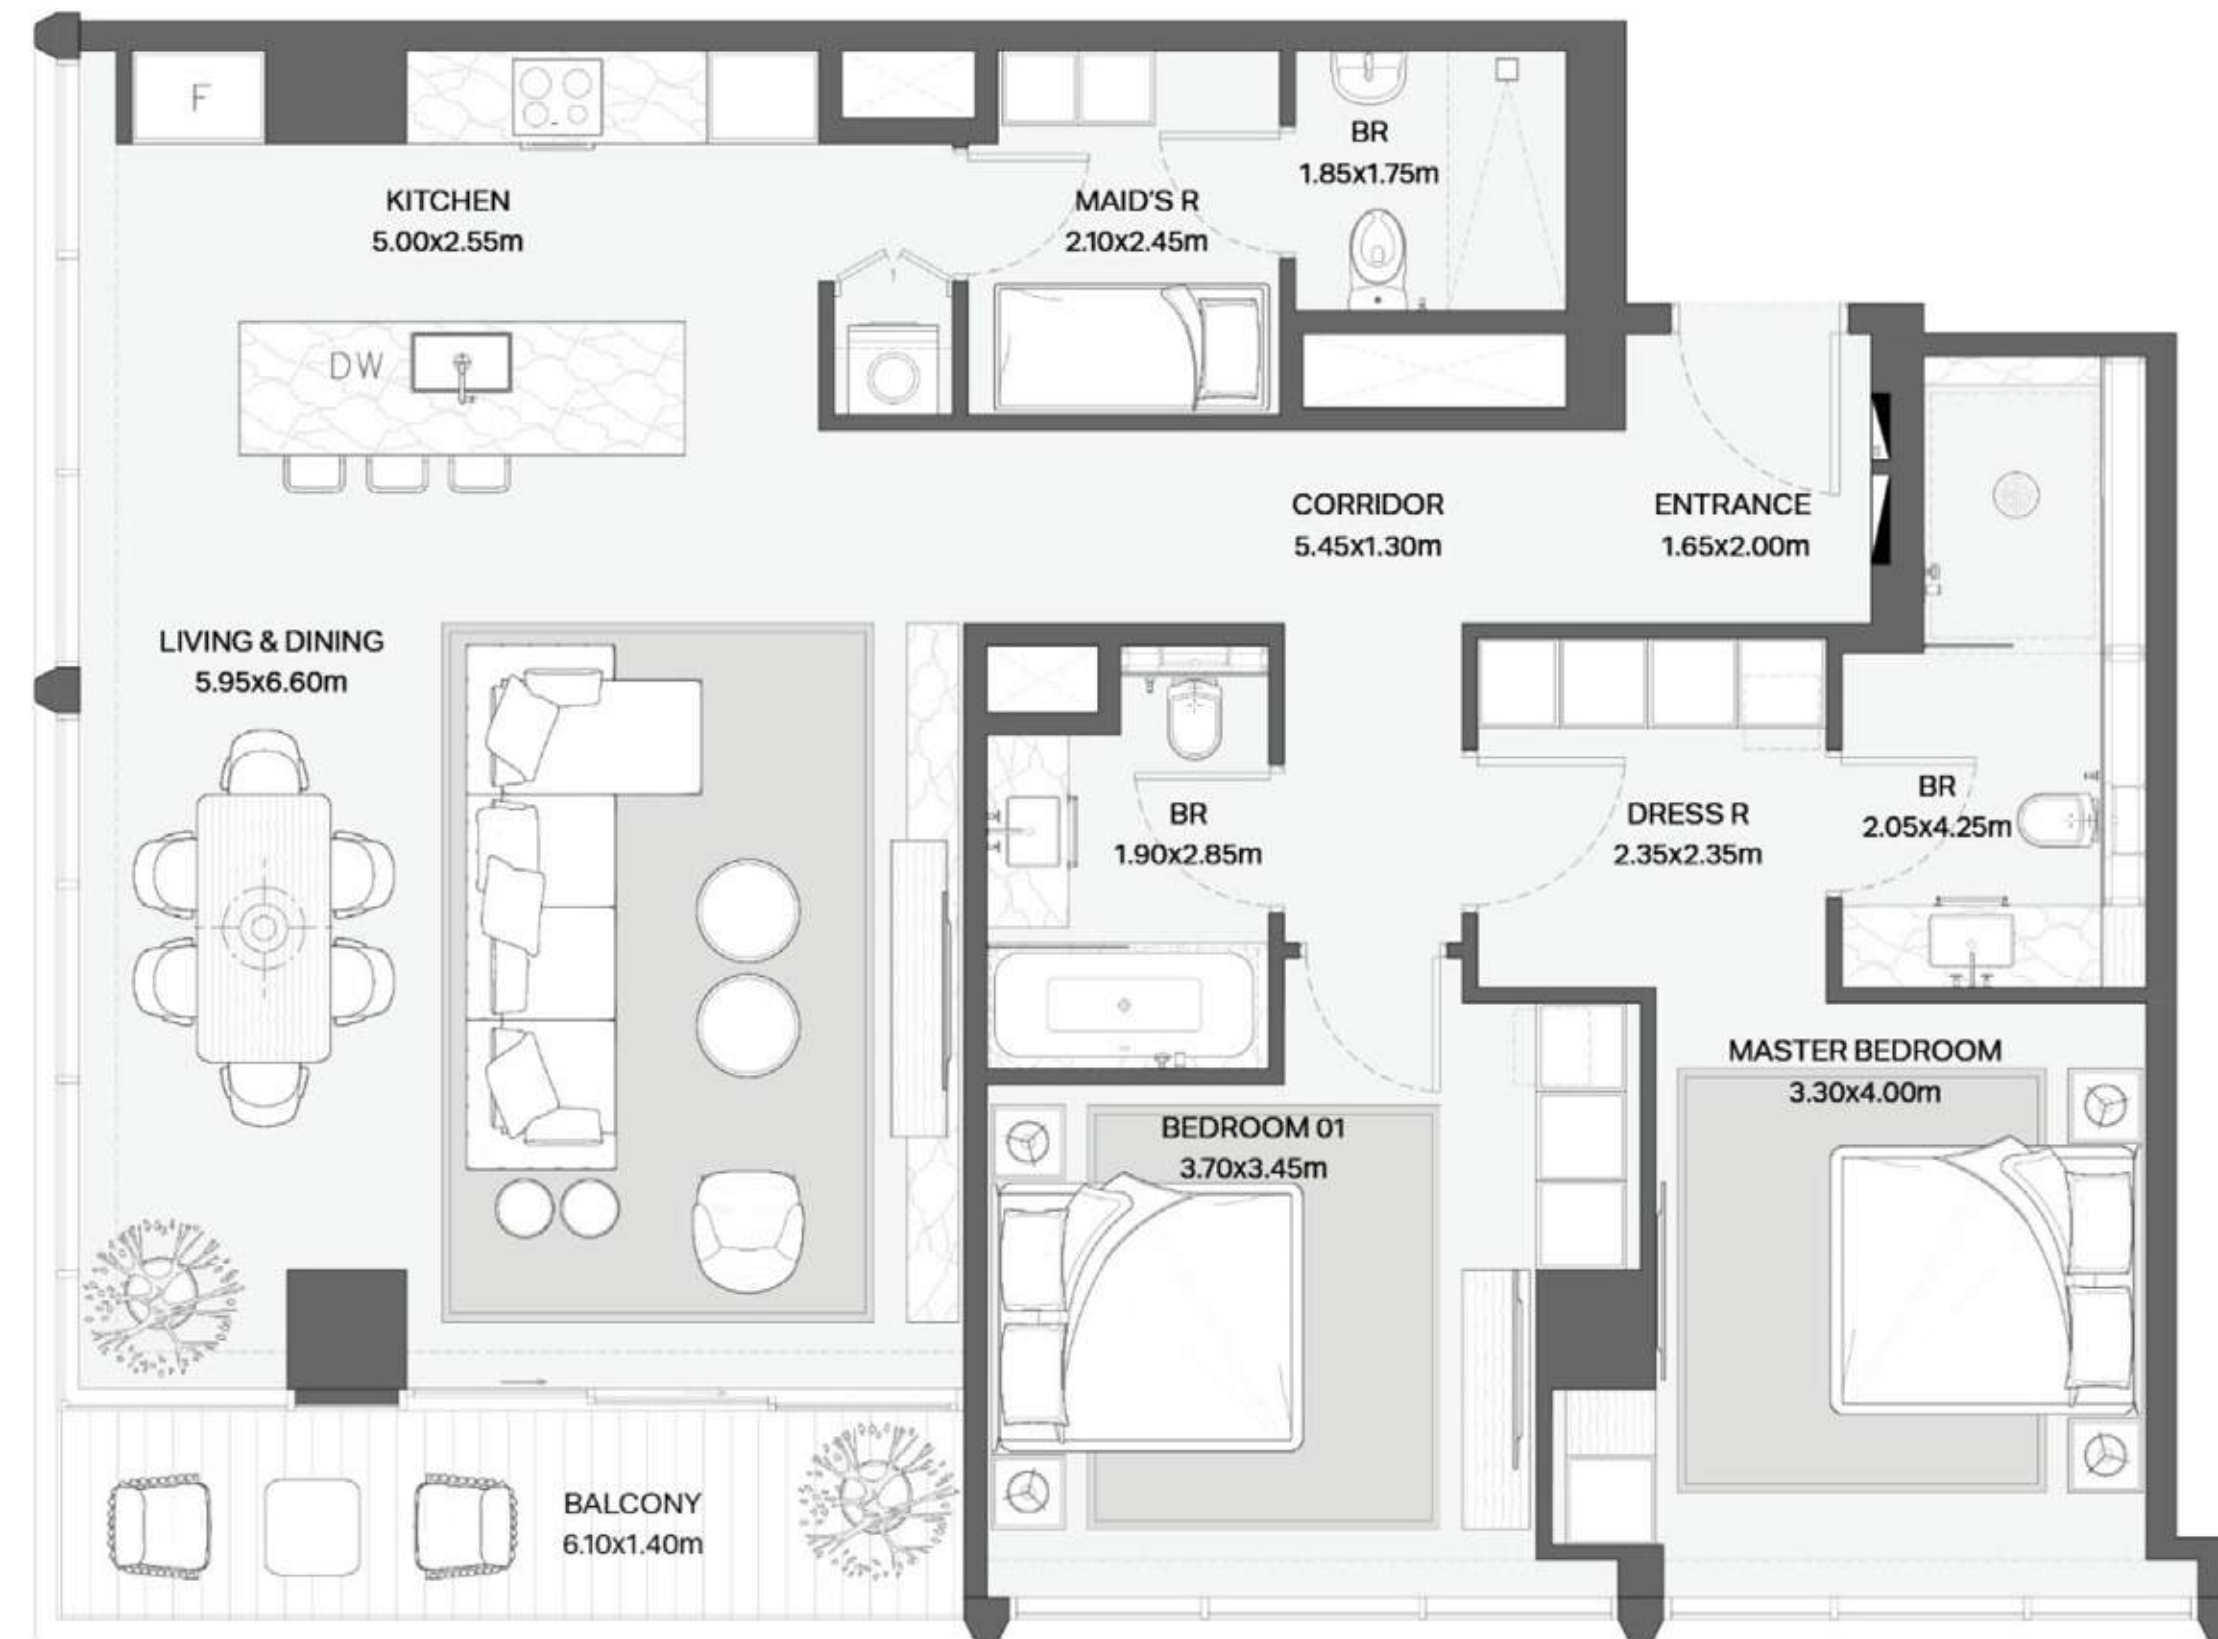 F
BR
1.85x1.75m
KITCHEN
5.00x2.55m
MAID'S R
2.10x2.45m
DW
CORRIDOR
5.45x1.30m
ENTRANCE
1.65x2.00m
LIVING & DINING
5.95x6.60m
BR
1.90x2.85m
DRESS R
2.35x2.35m
BR
2.05x4.25m
MASTER BEDROOM
3.30x4.00m
BEDROOM 01
3.70x3.45m
BALCONY
6.10x1.40m